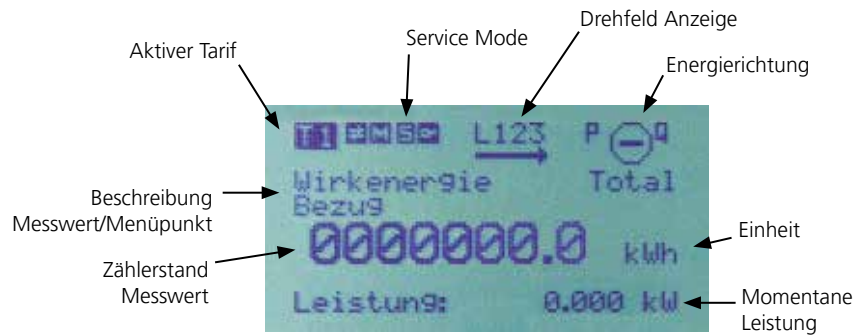 Drehfeld Anzeige
Service Mode
Aktiver Tarif
Energierichtung
T1 M S L123 P Q
Wirkenergie Total
Bezug
Beschreibung
Messwert/Menüpunkt
0000000.0 kWh
Einheit
Zählerstand
Messwert
Leistung: 0.000 kW
Momentane
Leistung